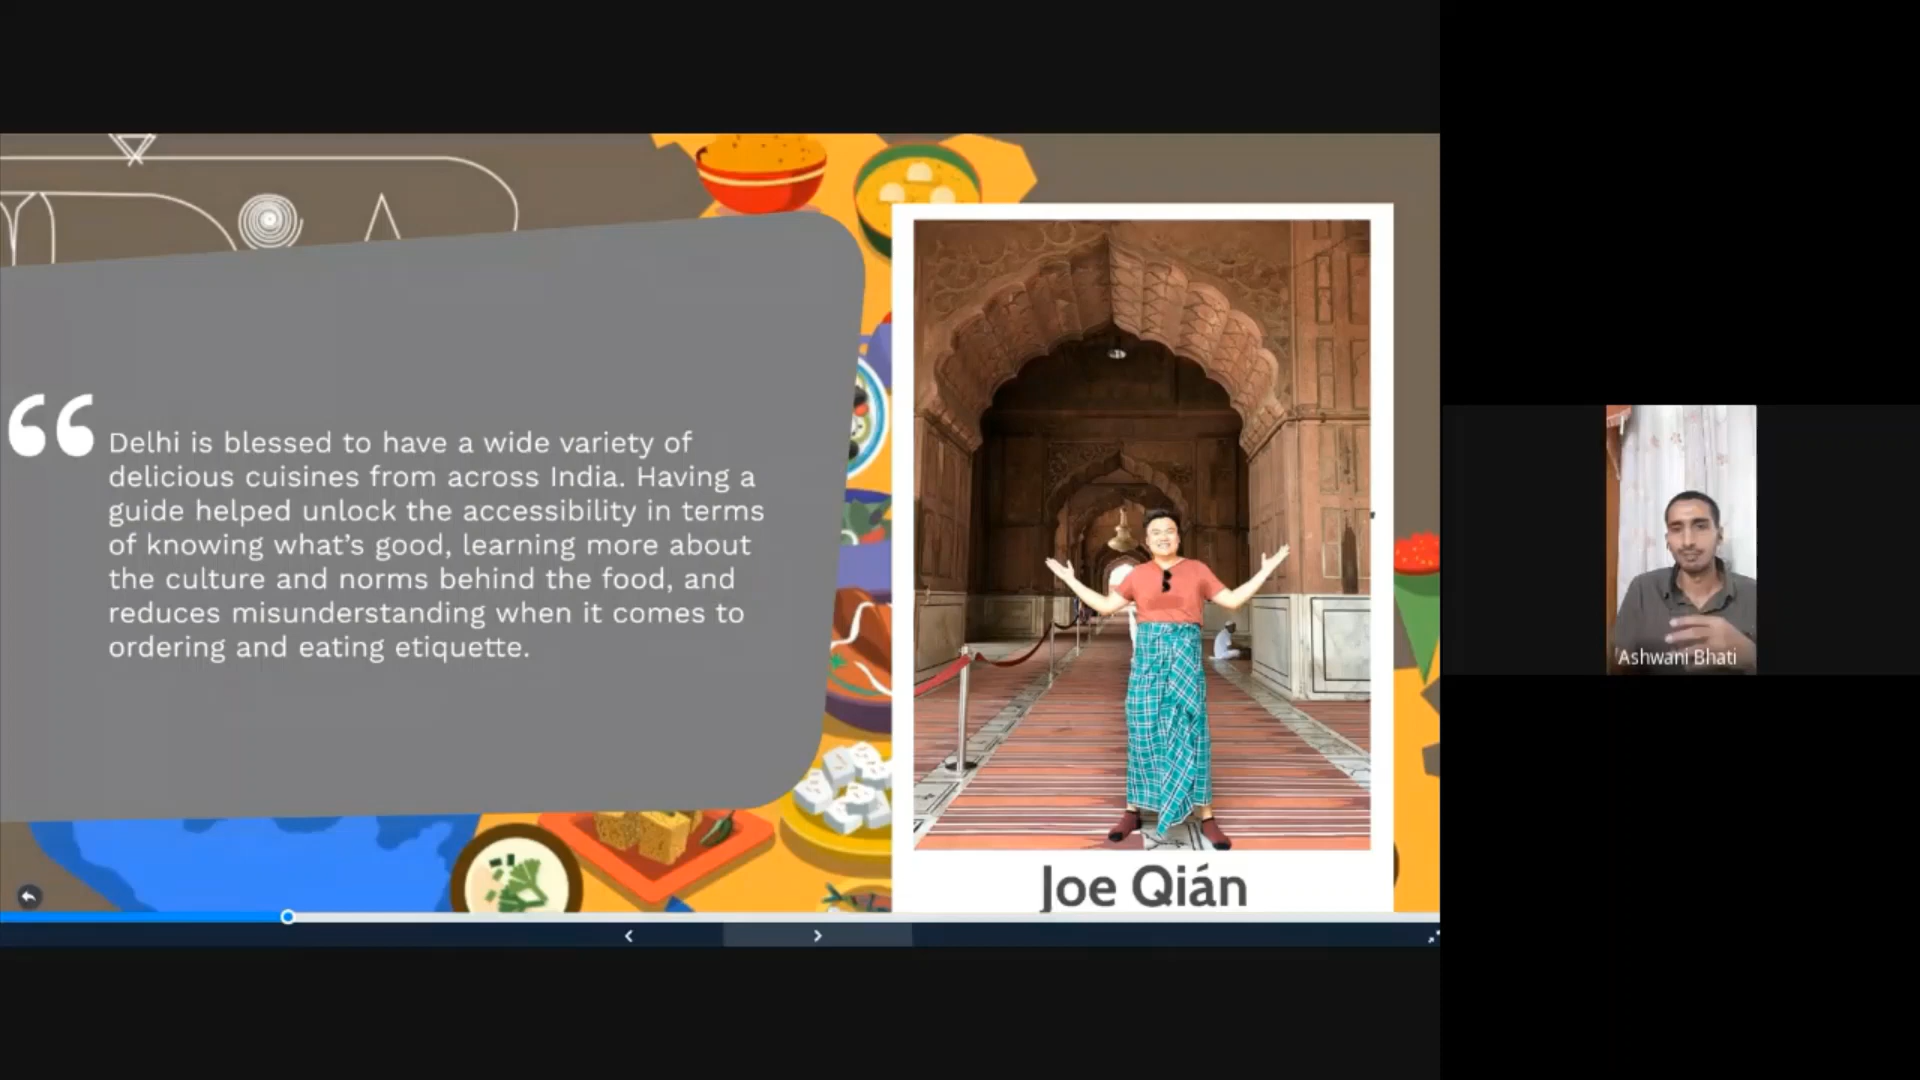 “
Delhi is blessed to have a wide variety of
delicious cuisines from across India. Having a
guide helped unlock the accessibility in terms
of knowing what’s good, learning more about
the culture and norms behind the food, and
reduces misunderstanding when it comes to
ordering and eating etiquette.
Joe Qián
Ashwani Bhati